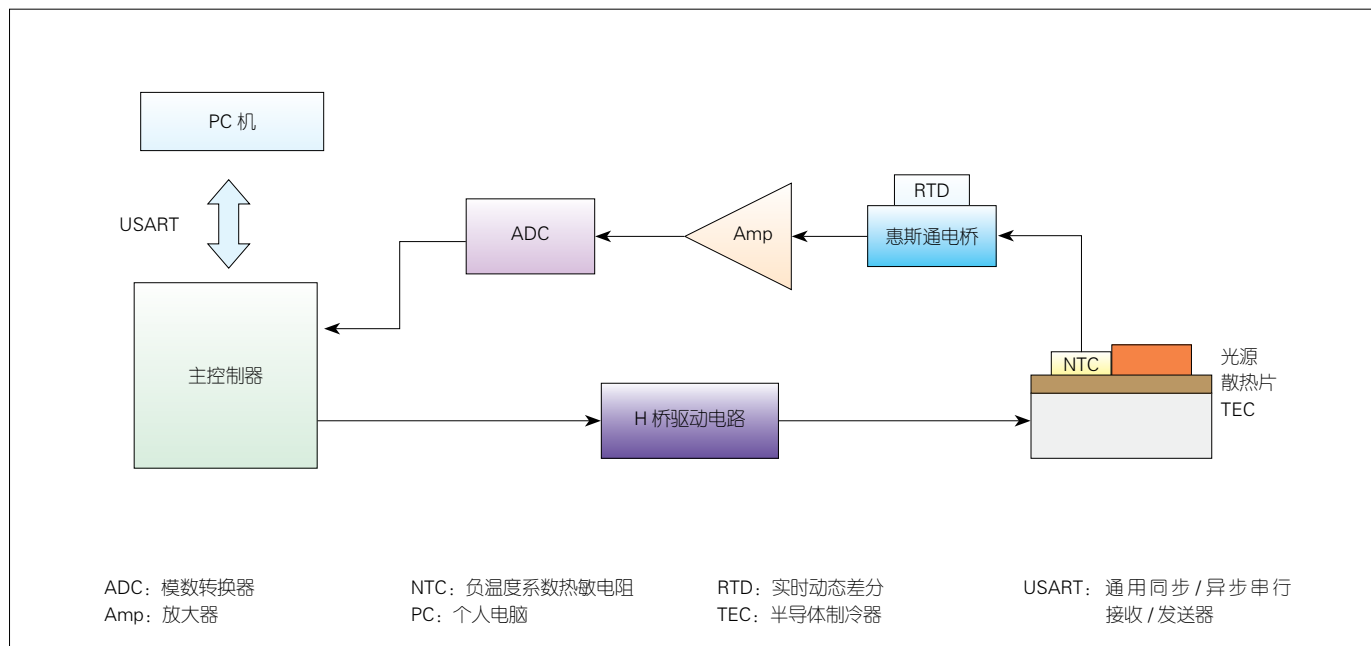 PC 机
USART
RTD
ADC
Amp
惠斯通电桥
NTC
光源
散热片
TEC
主控制器
H 桥驱动电路
ADC：模数转换器
Amp：放大器
NTC：负温度系数热敏电阻
PC：个人电脑
RTD：实时动态差分
TEC：半导体制冷器
USART：通用同步 / 异步串行
接收 / 发送器